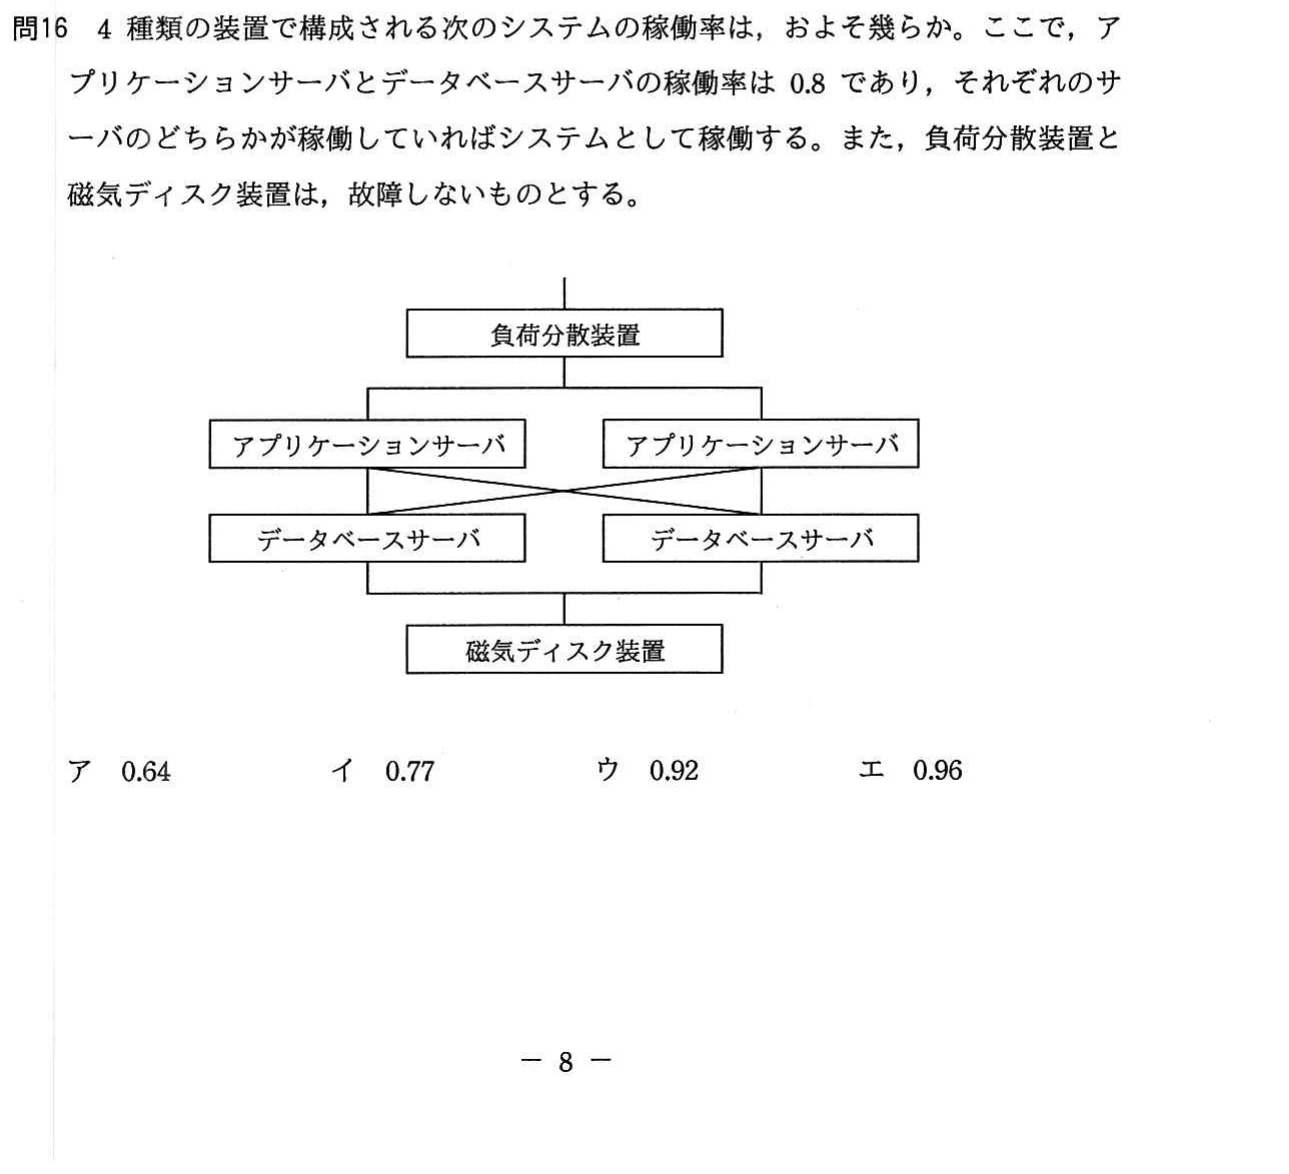 問16 4 種類の装置で構成される次のシステムの稼働率は，およそ幾らか。ここで，ア
プリケーションサーバとデータベースサーバの稼働率は 0.8 であり，それぞれのサ
ーバのどちらかが稼働していればシステムとして稼働する。また，負荷分散装置と
磁気ディスク装置は，故障しないものとする。
負荷分散装置
アプリケーションサーバ アプリケーションサーバ
データベースサーバ データベースサーバ
磁気ディスク装置
ア 0.64 イ 0.77 ウ 0.92 エ 0.96
－ 8 －